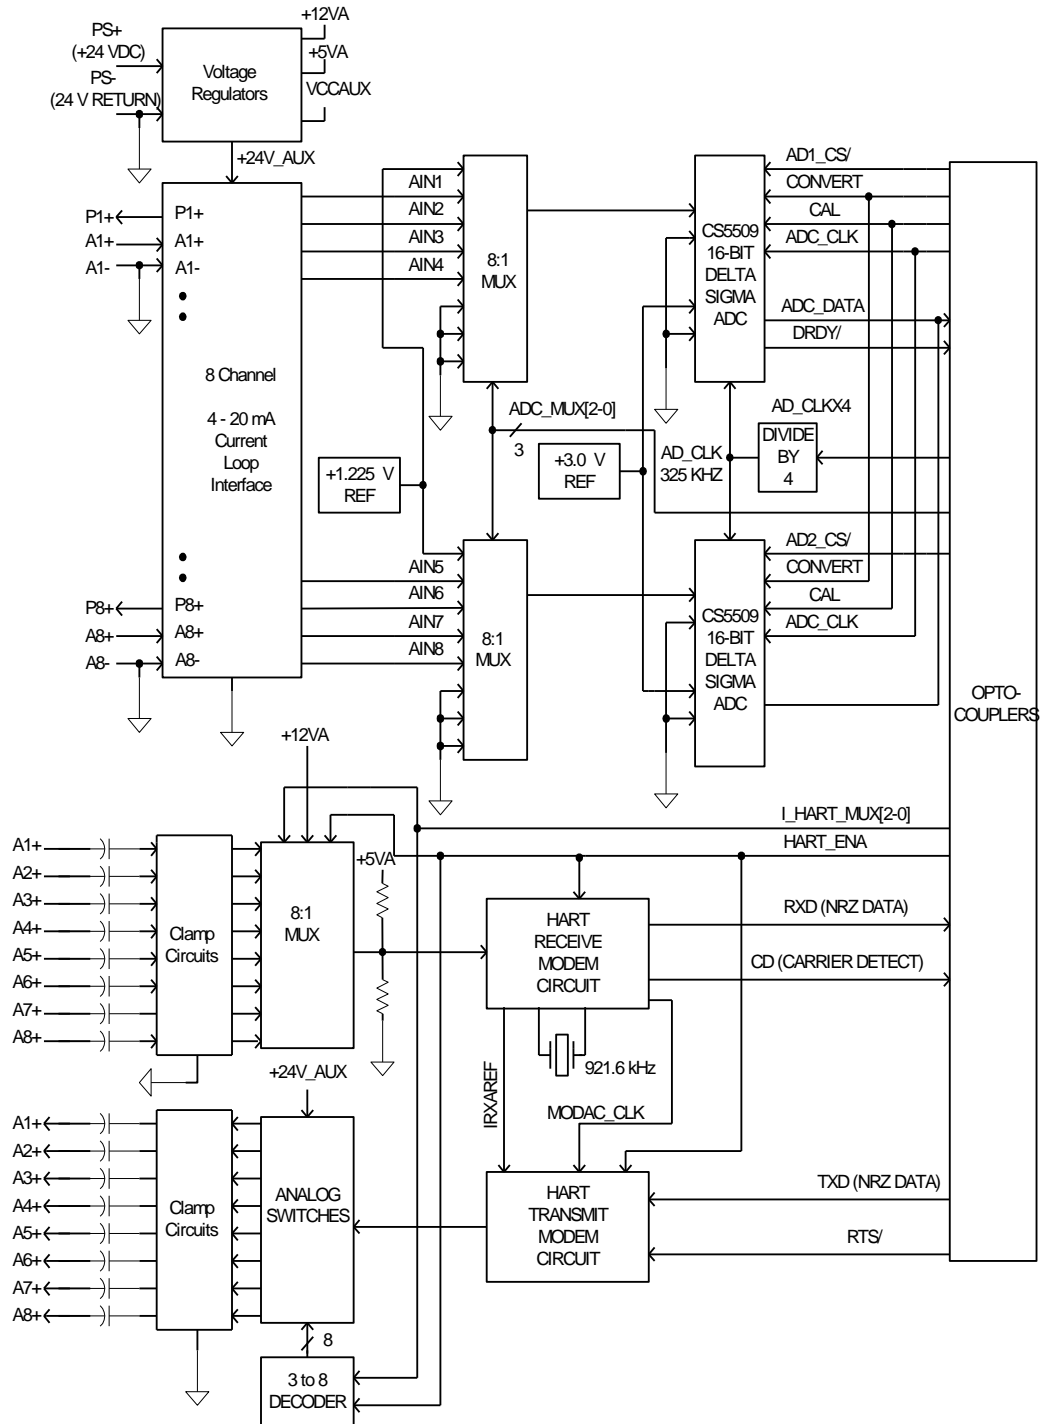 +12VA
PS+
(+24 VDC)
+5VA
Voltage
Regulators
PS-
(24 V RETURN)
VCCAUX
+24V_AUX
P1+
A1+
A1-
P1+
A1+
A1-
8 Channel
4 - 20 mA
Current
Loop
Interface
P8+
A8+
A8-
P8+
A8+
A8-
AIN1
AIN2
AIN3
AIN4
8:1
MUX
CS5509
16-BIT
DELTA
SIGMA
ADC
AD1_CS/
CONVERT
CAL
ADC_CLK
ADC_DATA
DRDY/
ADC_MUX[2-0]
3
+1.225 V
REF
+3.0 V
REF
AD_CLK
325 KHZ
AD_CLKX4
DIVIDE
BY
4
AIN5
AIN6
AIN7
AIN8
8:1
MUX
CS5509
16-BIT
DELTA
SIGMA
ADC
AD2_CS/
CONVERT
CAL
ADC_CLK
OPTO-
COUPLERS
+12VA
I_HART_MUX[2-0]
HART_ENA
A1+
A2+
A3+
A4+
A5+
A6+
A7+
A8+
Clamp
Circuits
8:1
MUX
+5VA
HART
RECEIVE
MODEM
CIRCUIT
RXD (NRZ DATA)
CD (CARRIER DETECT)
921.6 kHz
IRXAREF
MODAC_CLK
+24V_AUX
A1+
A2+
A3+
A4+
A5+
A6+
A7+
A8+
Clamp
Circuits
ANALOG
SWITCHES
HART
TRANSMIT
MODEM
CIRCUIT
TXD (NRZ DATA)
RTS/
8
3 to 8
DECODER